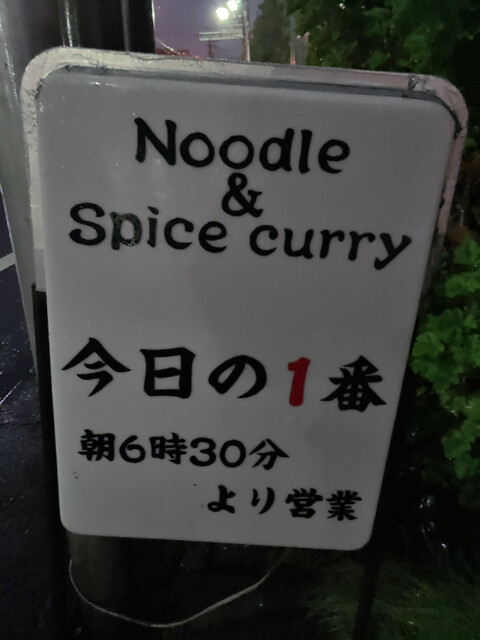 Noodle
&
Spice curry
今日の1番
朝6時30分
より営業